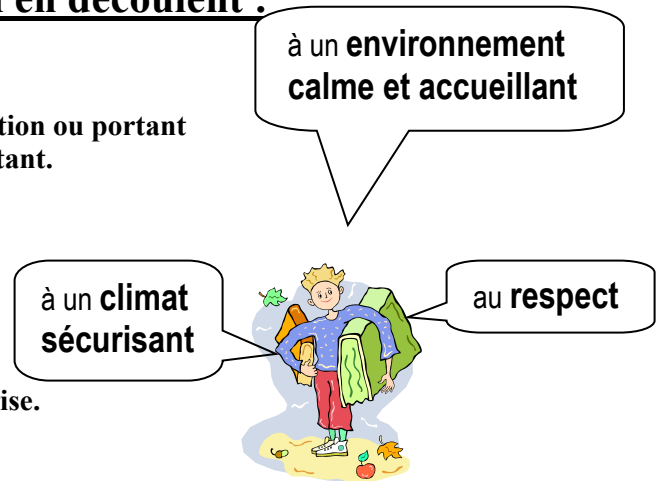 en découlent :
à un environnement
calme et accueillant
tion ou portant
tant.
à un climat
sécurisant
au respect
ise.